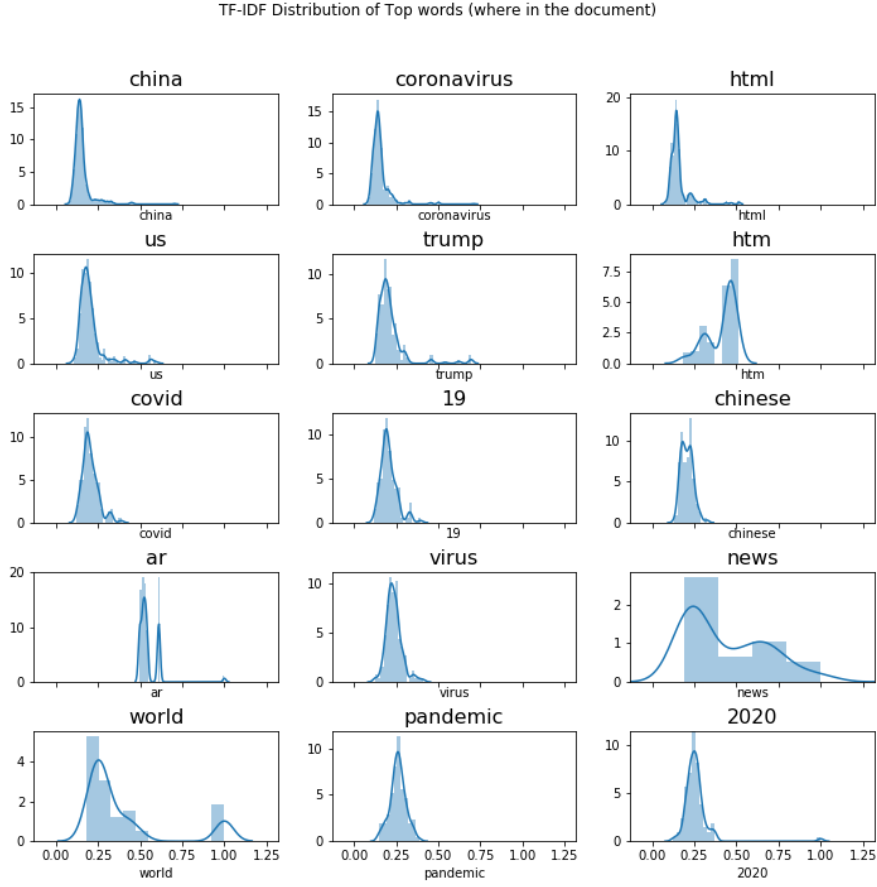 TF-IDF Distribution of Top words (where in the document)
china
coronavirus
html
15
10
5
0
china
15
10
5
0
coronavirus
20
10
0
html
us
trump
htm
10
5
0
us
10
5
0
trump
7.5
5.0
2.5
0.0
htm
covid
19
chinese
10
5
0
covid
10
5
0
19
10
5
0
chinese
ar
virus
news
20
10
0
ar
10
5
0
virus
2
1
0
news
world
pandemic
2020
4
2
0
0.00 0.25 0.50 0.75 1.00 1.25
world
10
5
0
0.00 0.25 0.50 0.75 1.00 1.25
pandemic
10
5
0
0.00 0.25 0.50 0.75 1.00 1.25
2020